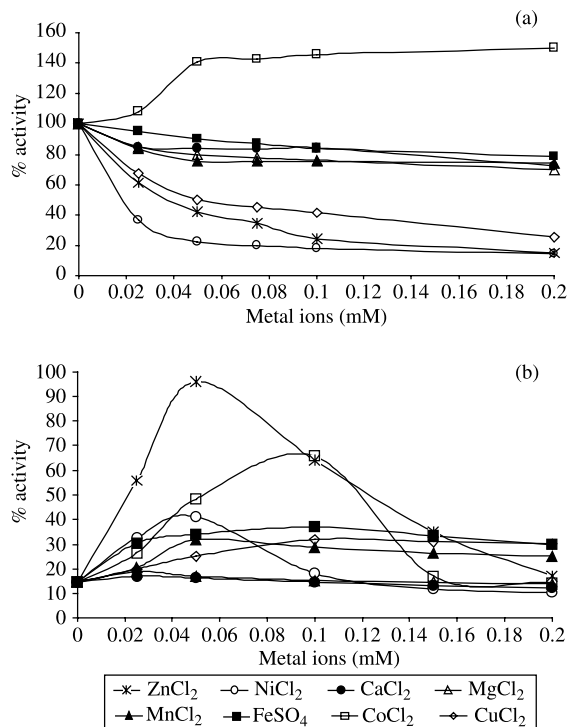 (a)
160
140
120
100
80
60
40
20
0
% activity
0 0.02 0.04 0.06 0.08 0.1 0.12 0.14 0.16 0.18 0.2
Metal ions (mM)
(b)
100
90
80
70
60
50
40
30
20
10
0
% activity
0 0.02 0.04 0.06 0.08 0.1 0.12 0.14 0.16 0.18 0.2
Metal ions (mM)
ZnCl₂ NiCl₂ CaCl₂ MgCl₂
MnCl₂ FeSO₄ CoCl₂ CuCl₂